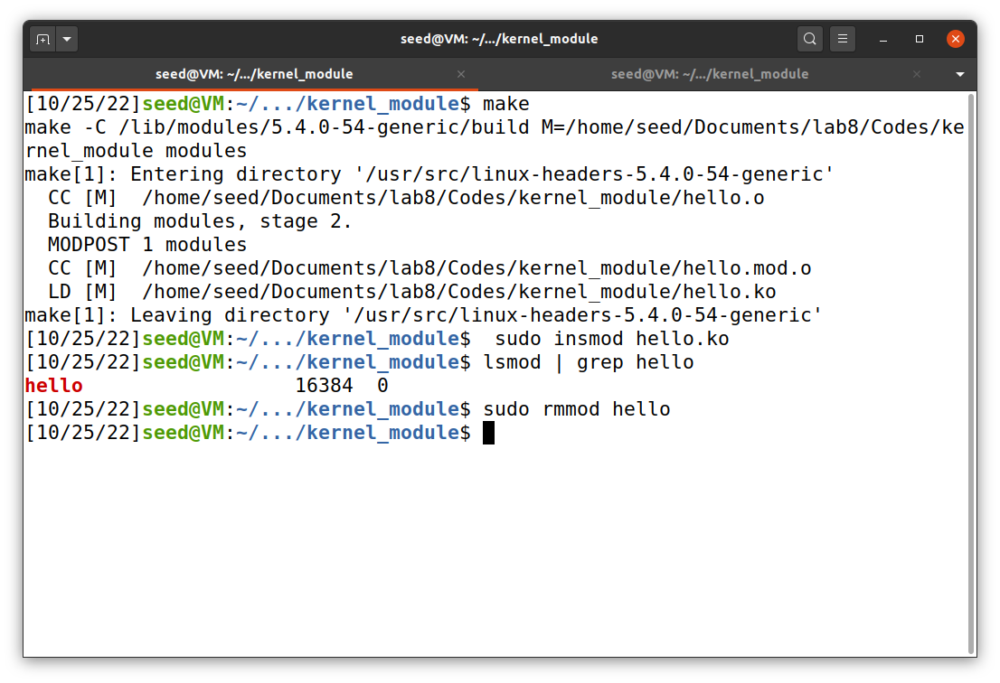 seed@VM: ~/.../kernel_module
seed@VM: ~/.../kernel_module × seed@VM: ~/.../kernel_module ×
[10/25/22]seed@VM:~/.../kernel_module$ make
make -C /lib/modules/5.4.0-54-generic/build M=/home/seed/Documents/lab8/Codes/ke
rnel_module modules
make[1]: Entering directory '/usr/src/linux-headers-5.4.0-54-generic'
  CC [M]  /home/seed/Documents/lab8/Codes/kernel_module/hello.o
  Building modules, stage 2.
  MODPOST 1 modules
  CC [M]  /home/seed/Documents/lab8/Codes/kernel_module/hello.mod.o
  LD [M]  /home/seed/Documents/lab8/Codes/kernel_module/hello.ko
make[1]: Leaving directory '/usr/src/linux-headers-5.4.0-54-generic'
[10/25/22]seed@VM:~/.../kernel_module$  sudo insmod hello.ko
[10/25/22]seed@VM:~/.../kernel_module$ lsmod | grep hello
hello                  16384  0
[10/25/22]seed@VM:~/.../kernel_module$ sudo rmmod hello
[10/25/22]seed@VM:~/.../kernel_module$